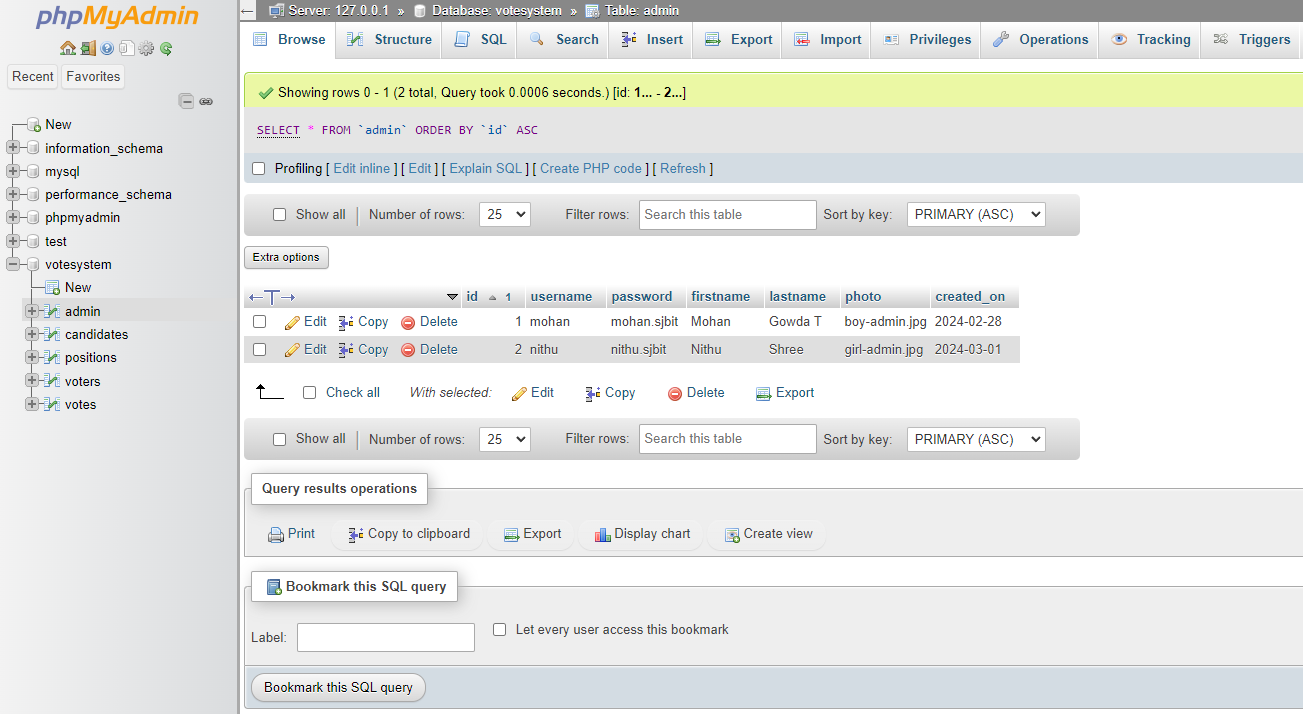 phpMyAdmin
Recent Favorites
New
information_schema
mysql
performance_schema
phpmyadmin
test
votesystem
New
admin
candidates
positions
voters
votes
Server: 127.0.0.1 » Database: votesystem » Table: admin
Browse Structure SQL Search Insert Export Import Privileges Operations Tracking Triggers
Showing rows 0 - 1 (2 total, Query took 0.0006 seconds.) [id: 1... - 2...]
SELECT * FROM `admin` ORDER BY `id` ASC
Profiling [ Edit inline ] [ Edit ] [ Explain SQL ] [ Create PHP code ] [ Refresh ]
Show all Number of rows: 25 Filter rows: Search this table Sort by key: PRIMARY (ASC)
Extra options
←T→ id 1 username password firstname lastname photo created_on
Edit Copy Delete 1 mohan mohan.sjbit Mohan Gowda T boy-admin.jpg 2024-02-28
Edit Copy Delete 2 nithu nithu.sjbit Nithu Shree girl-admin.jpg 2024-03-01
Check all With selected: Edit Copy Delete Export
Show all Number of rows: 25 Filter rows: Search this table Sort by key: PRIMARY (ASC)
Query results operations
Print Copy to clipboard Export Display chart Create view
Bookmark this SQL query
Label: Let every user access this bookmark
Bookmark this SQL query